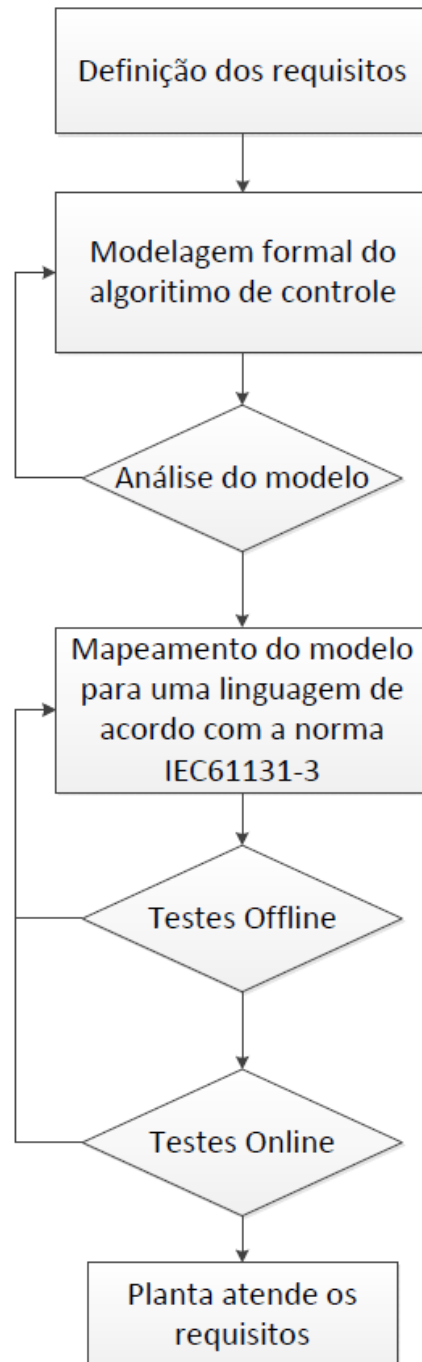 Definição dos requisitos
Modelagem formal do
algoritimo de controle
Análise do modelo
Mapeamento do modelo
para uma linguagem de
acordo com a norma
IEC61131-3
Testes Offline
Testes Online
Planta atende os
requisitos